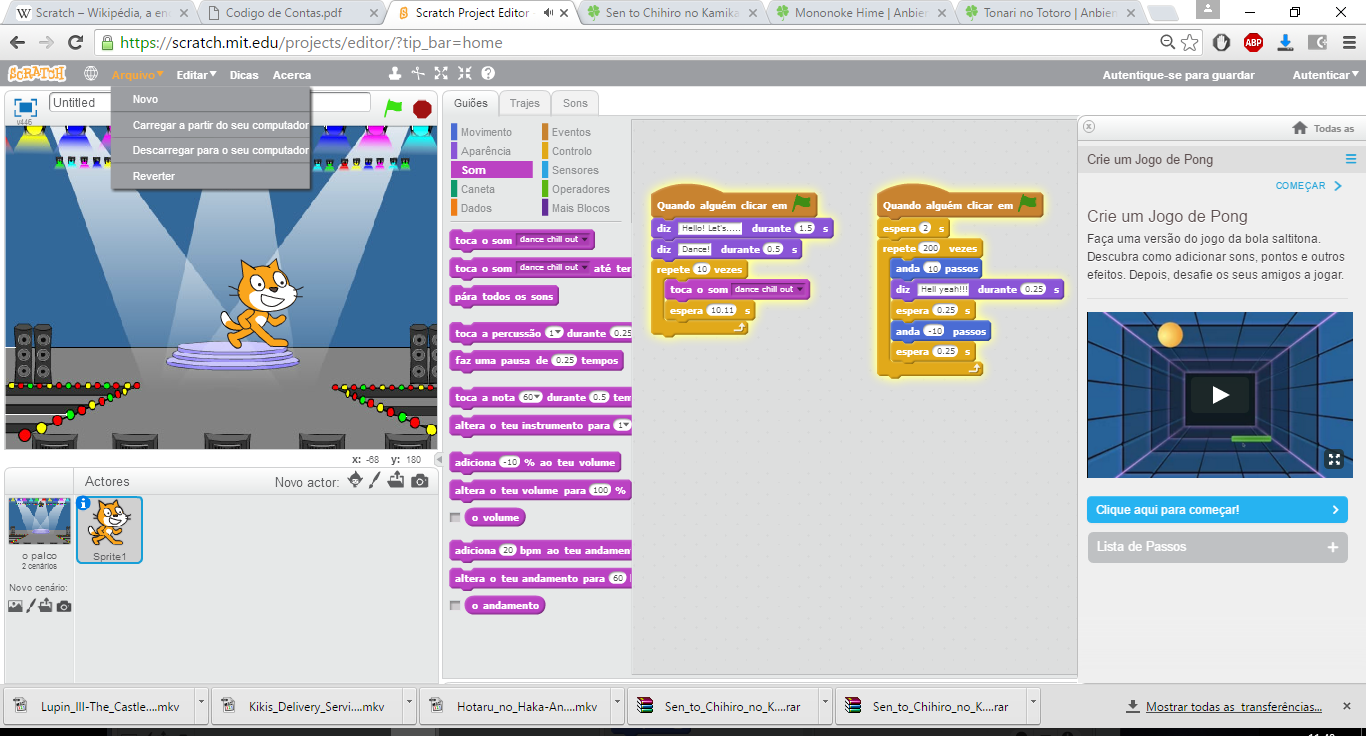 Scratch – Wikipédia, a en
Codigo de Contas.pdf
Scratch Project Editor -
Sen to Chihiro no Kamika
Mononoke Hime | Anbien
Tonari no Totoro | Anbien
https://scratch.mit.edu/projects/editor/?tip_bar=home
ABP
SCRATCH
Arquivo
Editar
Dicas
Acerca
Autentique-se para guardar
Autenticar
Untitled
v446
Novo
Carregar a partir do seu computador
Descarregar para o seu computador
Reverter
Guiões
Trajes
Sons
Movimento
Eventos
Aparência
Controlo
Som
Sensores
Caneta
Operadores
Dados
Mais Blocos
toca o som dance chill out
toca o som dance chill out até ter
pára todos os sons
toca a percussão 1 durante 0.25
faz uma pausa de 0.25 tempos
toca a nota 60 durante 0.5 tem
altera o teu instrumento para 1
adiciona -10 % ao teu volume
altera o teu volume para 100 %
o volume
adiciona 20 bpm ao teu andamen
altera o teu andamento para 60
o andamento
Quando alguém clicar em
diz Hello! Let's..... durante 1.5 s
diz Dance! durante 0.5 s
repete 10 vezes
toca o som dance chill out
espera 10.11 s
Quando alguém clicar em
espera 2 s
repete 200 vezes
anda 10 passos
diz Hell yeah!!! durante 0.25 s
espera 0.25 s
anda -10 passos
espera 0.25 s
Todas as
Crie um Jogo de Pong
COMEÇAR
Crie um Jogo de Pong
Faça uma versão do jogo da bola saltitona.
Descubra como adicionar sons, pontos e outros
efeitos. Depois, desafie os seus amigos a jogar.
Clique aqui para começar!
Lista de Passos
x: -68 y: 180
Actores
Novo actor:
o palco
2 cenários
Novo cenário:
Sprite1
Lupin_III-The_Castle....mkv
Kikis_Delivery_Servi....mkv
Hotaru_no_Haka-An....mkv
Sen_to_Chihiro_no_K....rar
Sen_to_Chihiro_no_K....rar
Mostrar todas as transferências...